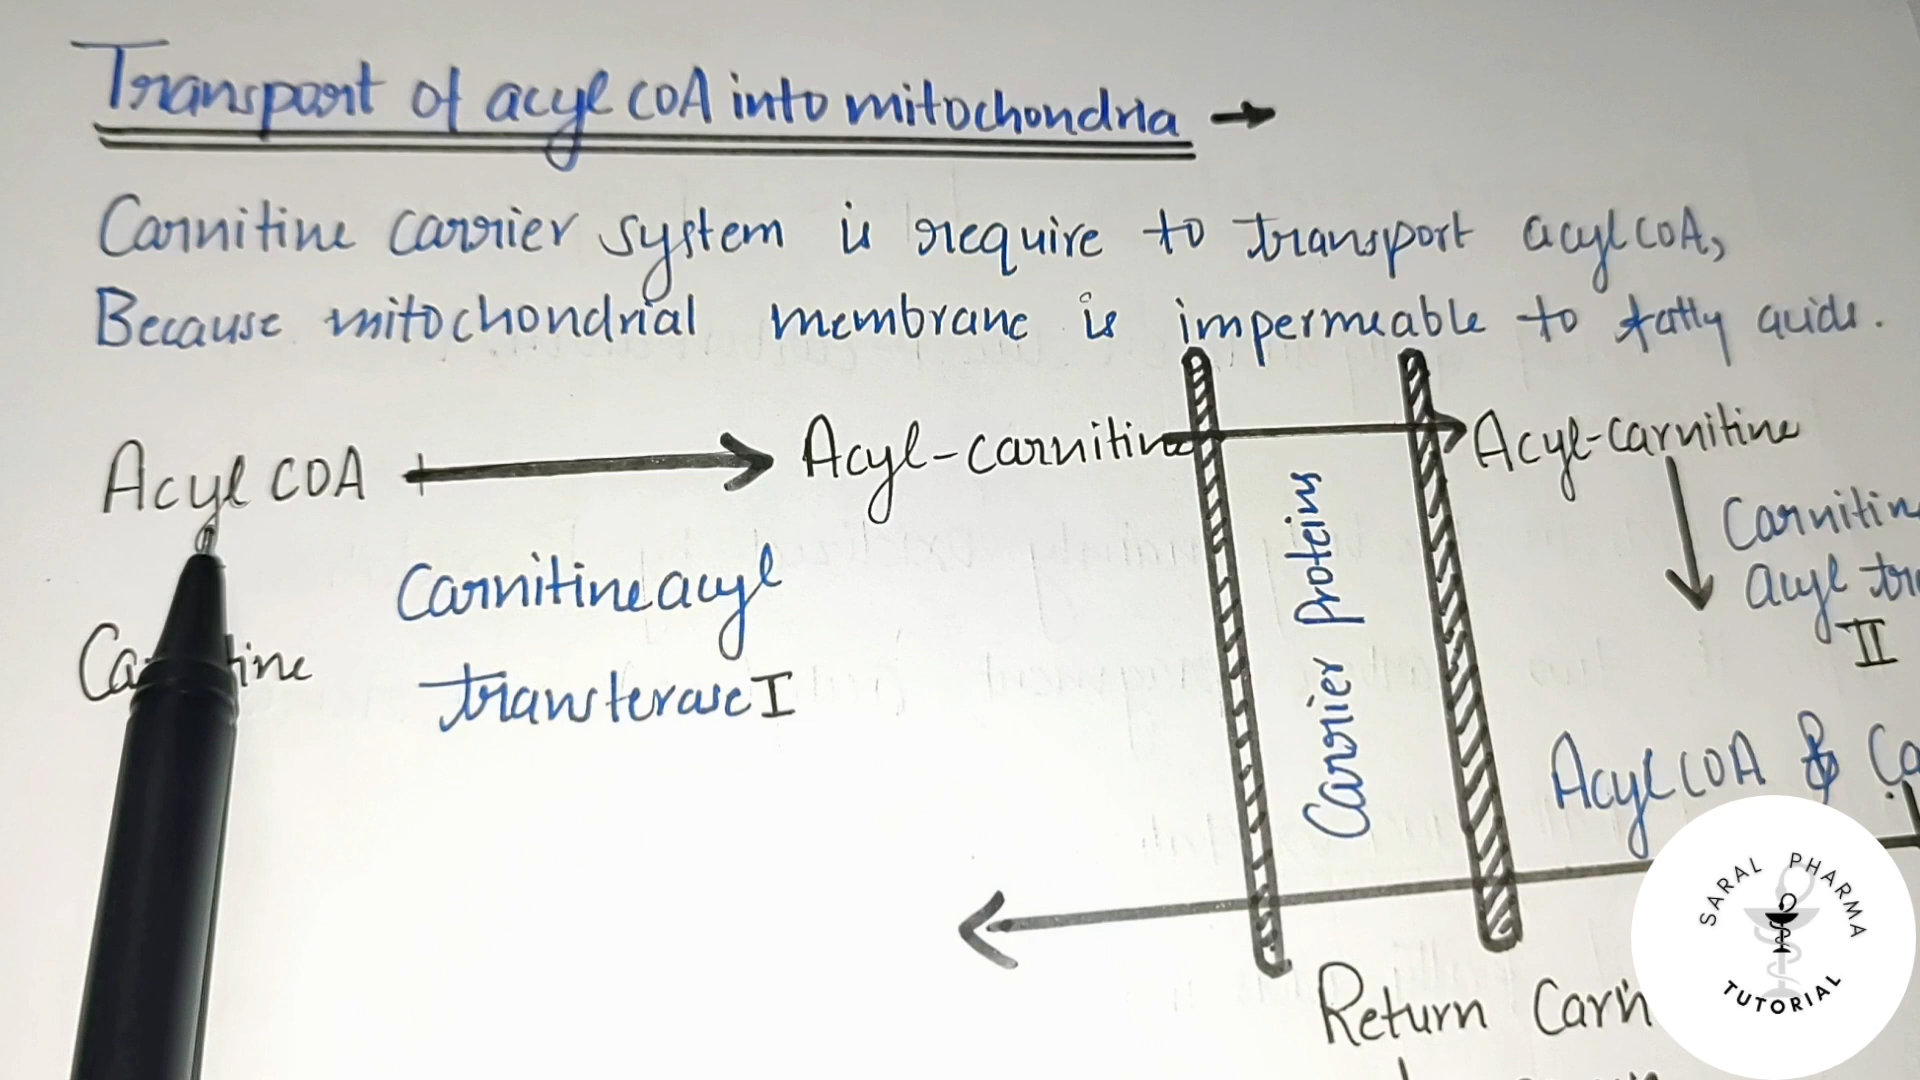 Transport of acyl COA into mitochondria →
Carnitine carrier system is require to transport acyl COA,
Because mitochondrial membrane is impermeable to fatty acids.
Acyl COA → Acyl-carnitine → Acyl-carnitine
Carnitine acyl
transferase I
Carrier Proteins
acyl
II
Acyl COA &
Return
SARAL PHARMA
TUTORIAL